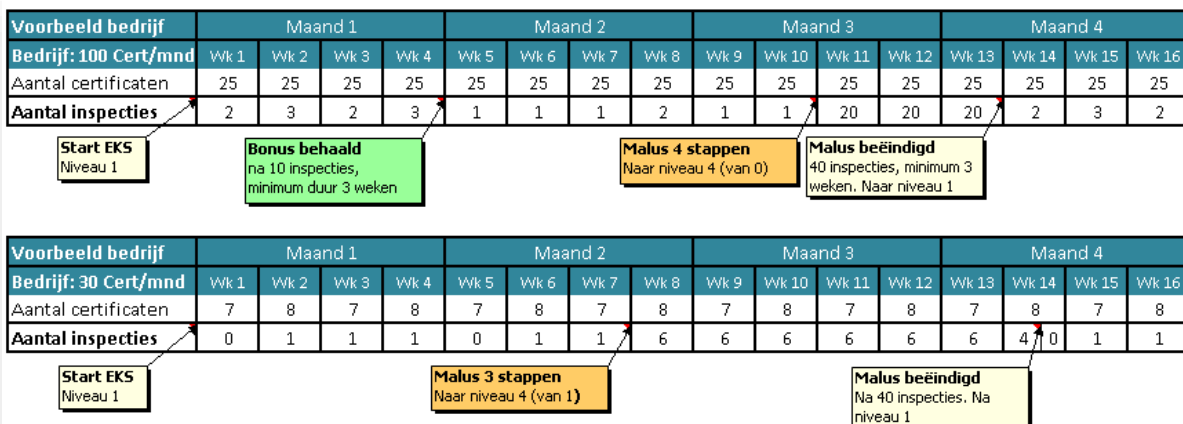 Voorbeeld bedrijf Maand 1 Maand 2 Maand 3 Maand 4
Bedrijf: 100 Cert/mnd Wk 1 Wk 2 Wk 3 Wk 4 Wk 5 Wk 6 Wk 7 Wk 8 Wk 9 Wk 10 Wk 11 Wk 12 Wk 13 Wk 14 Wk 15 Wk 16
Aantal certificaten 25 25 25 25 25 25 25 25 25 25 25 25 25 25 25 25
Aantal inspecties 2 3 2 3 1 1 1 2 1 1 20 20 20 2 3 2
Start EKS
Niveau 1
Bonus behaald
na 10 inspecties,
minimum duur 3 weken
Malus 4 stappen
Naar niveau 4 (van 0)
Malus beëindigd
40 inspecties, minimum 3
weken. Naar niveau 1
Voorbeeld bedrijf Maand 1 Maand 2 Maand 3 Maand 4
Bedrijf: 30 Cert/mnd Wk 1 Wk 2 Wk 3 Wk 4 Wk 5 Wk 6 Wk 7 Wk 8 Wk 9 Wk 10 Wk 11 Wk 12 Wk 13 Wk 14 Wk 15 Wk 16
Aantal certificaten 7 8 7 8 7 8 7 8 7 8 7 8 7 8 7 8
Aantal inspecties 0 1 1 1 0 1 1 6 6 6 6 6 6 4 / 0 1 1
Start EKS
Niveau 1
Malus 3 stappen
Naar niveau 4 (van 1)
Malus beëindigd
Na 40 inspecties. Na
niveau 1